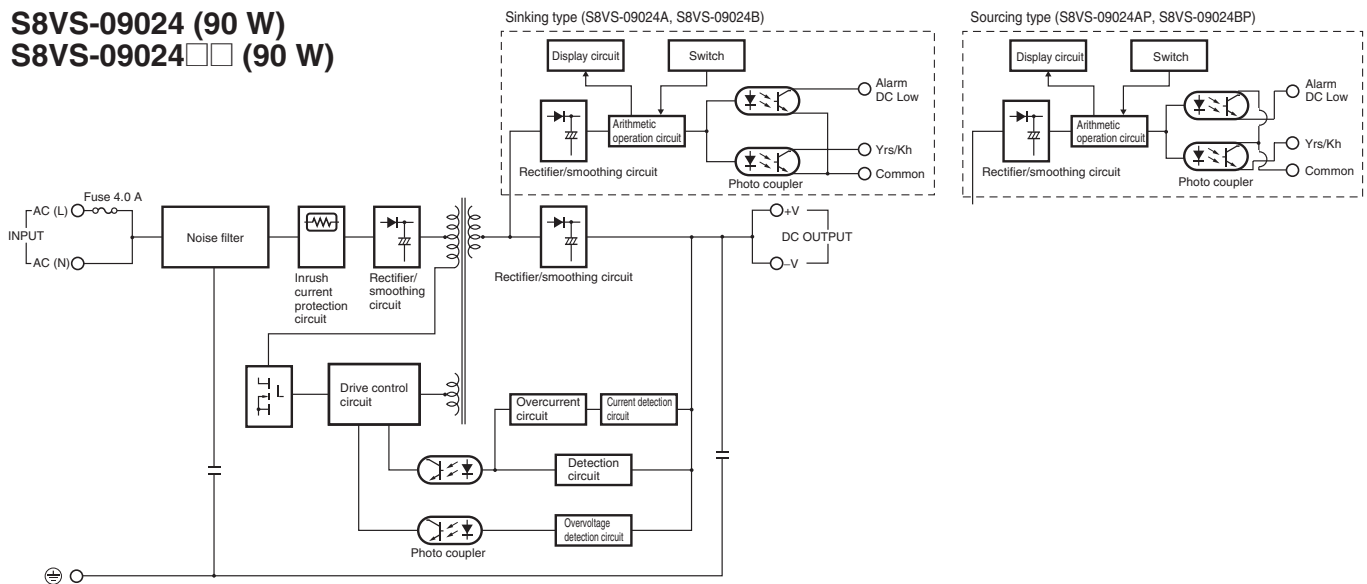 S8VS-09024 (90 W)
S8VS-09024□□ (90 W)
Sinking type (S8VS-09024A, S8VS-09024B)
Display circuit
Switch
Arithmetic
operation circuit
Rectifier/smoothing circuit
Photo coupler
Alarm
DC Low
Yrs/Kh
Common
Sourcing type (S8VS-09024AP, S8VS-09024BP)
Display circuit
Switch
Arithmetic
operation circuit
Rectifier/smoothing circuit
Photo coupler
Alarm
DC Low
Yrs/Kh
Common
Fuse 4.0 A
AC (L)
INPUT
AC (N)
Noise filter
Inrush
current
protection
circuit
Rectifier/
smoothing
circuit
Rectifier/smoothing circuit
+V
DC OUTPUT
–V
Drive control
circuit
Overcurrent
circuit
Current detection
circuit
Detection
circuit
Overvoltage
detection circuit
Photo coupler